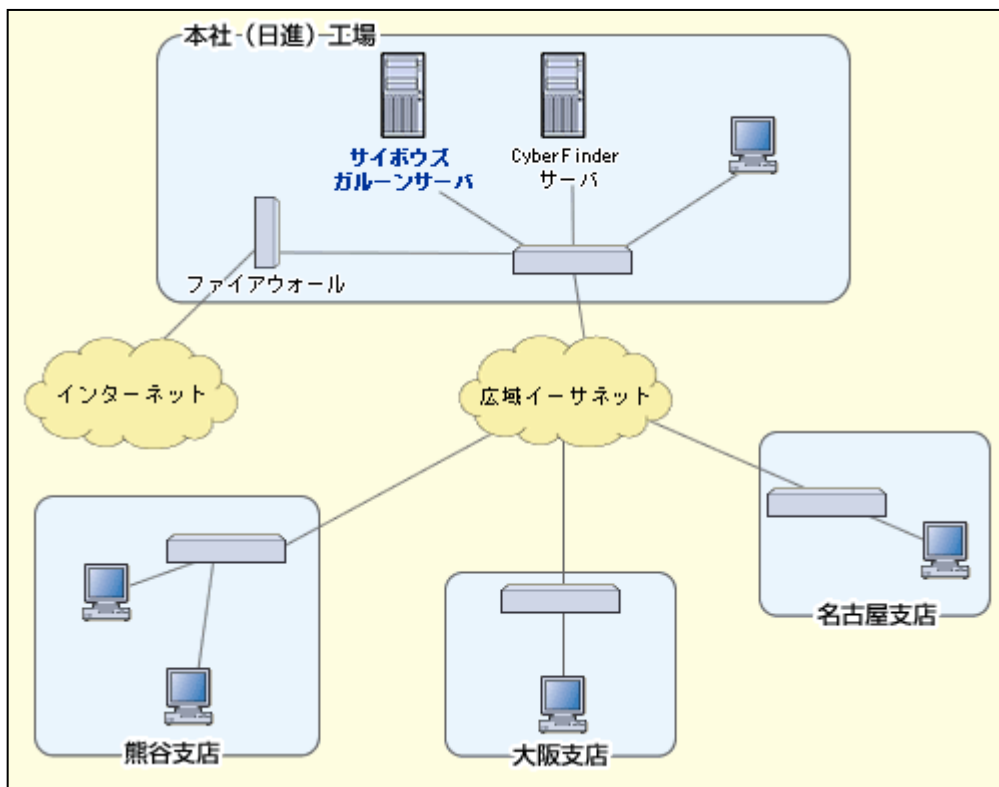 本社（日進）工場
サイボウズ
ガルーンサーバ
CyberFinder
サーバ
ファイアウォール
インターネット
広域イーサネット
名古屋支店
熊谷支店
大阪支店